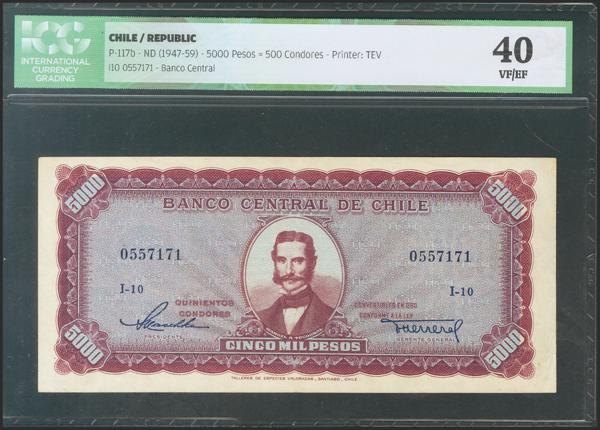 ICG
INTERNATIONAL
CURRENCY
GRADING
CHILE / REPUBLIC
P-117b - ND (1947-59) - 5000 Pesos = 500 Condores - Printer: TEV
I10 0557171 - Banco Central
40
VF/EF
5000
5000
BANCO CENTRAL DE CHILE
0557171
0557171
I-10
I-10
QUINIENTOS
CONDORES
CONVERTIBLES EN ORO
CONFORME A LA LEY
PRESIDENTE
GERENTE GENERAL
5000
CINCO MIL PESOS
5000
TALLERES DE ESPECIES VALORADAS, SANTIAGO, CHILE